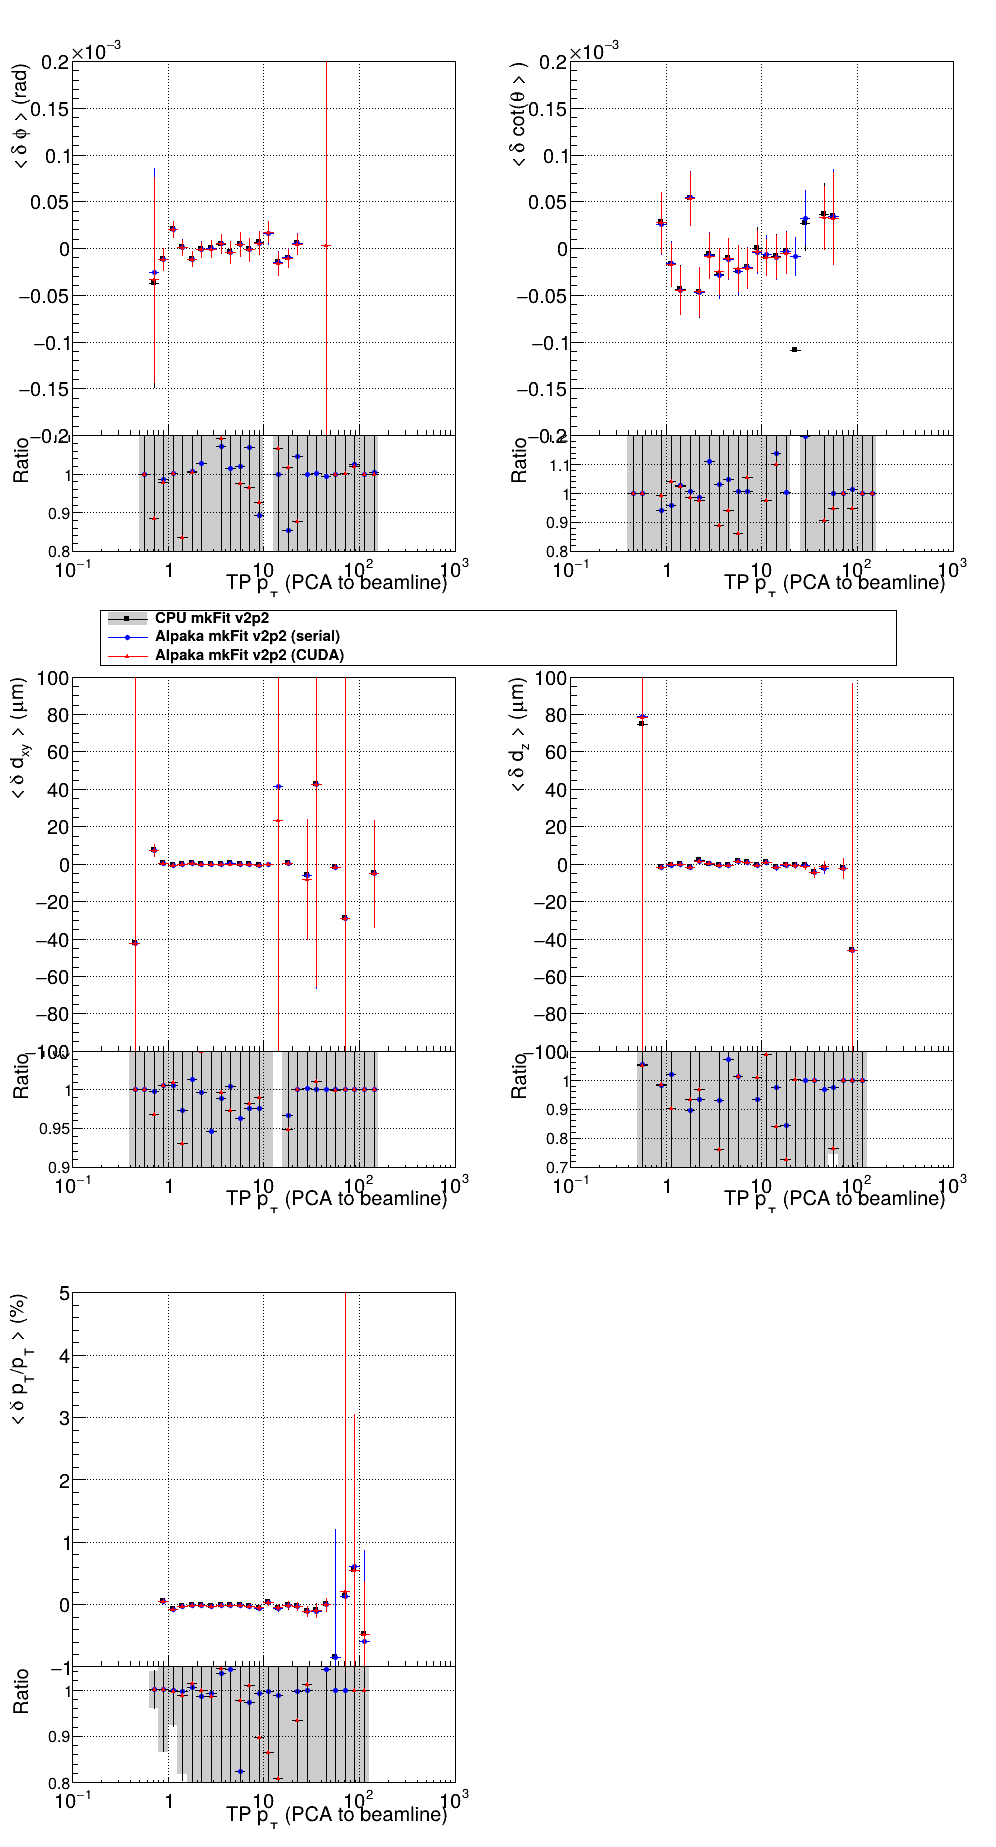 ×10⁻³
< δ φ > (rad)
0.2
0.15
0.1
0.05
0
−0.05
−0.1
−0.15
−0.2
Ratio
1
0.9
0.8
10⁻¹ 1 10 10² 10³
TP p_T (PCA to beamline)
×10⁻³
< δ cot(θ > )
0.2
0.15
0.1
0.05
0
−0.05
−0.1
−0.15
−0.2
Ratio
1.2
1.1
1
0.9
0.8
10⁻¹ 1 10 10² 10³
TP p_T (PCA to beamline)
CPU mkFit v2p2
Alpaka mkFit v2p2 (serial)
Alpaka mkFit v2p2 (CUDA)
< δ d_xy > (μm)
100
80
60
40
20
0
−20
−40
−60
−80
−100
Ratio
1
0.95
0.9
10⁻¹ 1 10 10² 10³
TP p_T (PCA to beamline)
< δ d_z > (μm)
100
80
60
40
20
0
−20
−40
−60
−80
−100
Ratio
1
0.9
0.8
0.7
10⁻¹ 1 10 10² 10³
TP p_T (PCA to beamline)
< δ p_T/p_T > (%)
5
4
3
2
1
0
−1
Ratio
1
0.9
0.8
10⁻¹ 1 10 10² 10³
TP p_T (PCA to beamline)